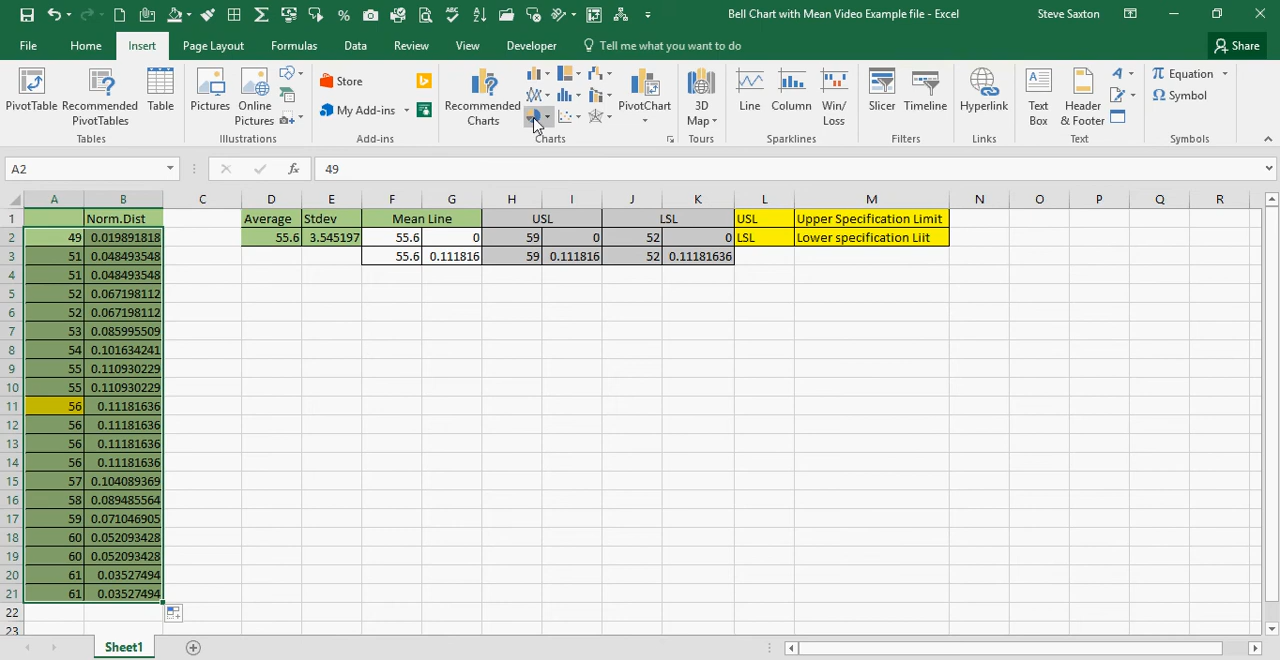 Bell Chart with Mean Video Example file - Excel
Steve Saxton
File Home Insert Page Layout Formulas Data Review View Developer Tell me what you want to do Share
PivotTable
Recommended
PivotTables
Table
Tables
Pictures
Online
Pictures
Illustrations
Store
My Add-ins
Add-ins
Recommended
Charts
Charts
PivotChart
3D
Map
Tours
Line
Column
Win/
Loss
Sparklines
Slicer
Timeline
Filters
Hyperlink
Links
Text
Box
Header
& Footer
Text
Equation
Symbol
Symbols
A2 fx 49
A B C D E F G H I J K L M N O P Q R
1 Norm.Dist Average Stdev Mean Line USL LSL USL Upper Specification Limit
2 49 0.019891818 55.6 3.545197 55.6 0 59 0 52 0 LSL Lower specification Liit
3 51 0.048493548 55.6 0.111816 59 0.111816 52 0.11181636
4 51 0.048493548
5 52 0.067198112
6 52 0.067198112
7 53 0.085995509
8 54 0.101634241
9 55 0.110930229
10 55 0.110930229
11 56 0.11181636
12 56 0.11181636
13 56 0.11181636
14 56 0.11181636
15 57 0.104089369
16 58 0.089485564
17 59 0.071046905
18 60 0.052093428
19 60 0.052093428
20 61 0.03527494
21 61 0.03527494
22
23
Sheet1